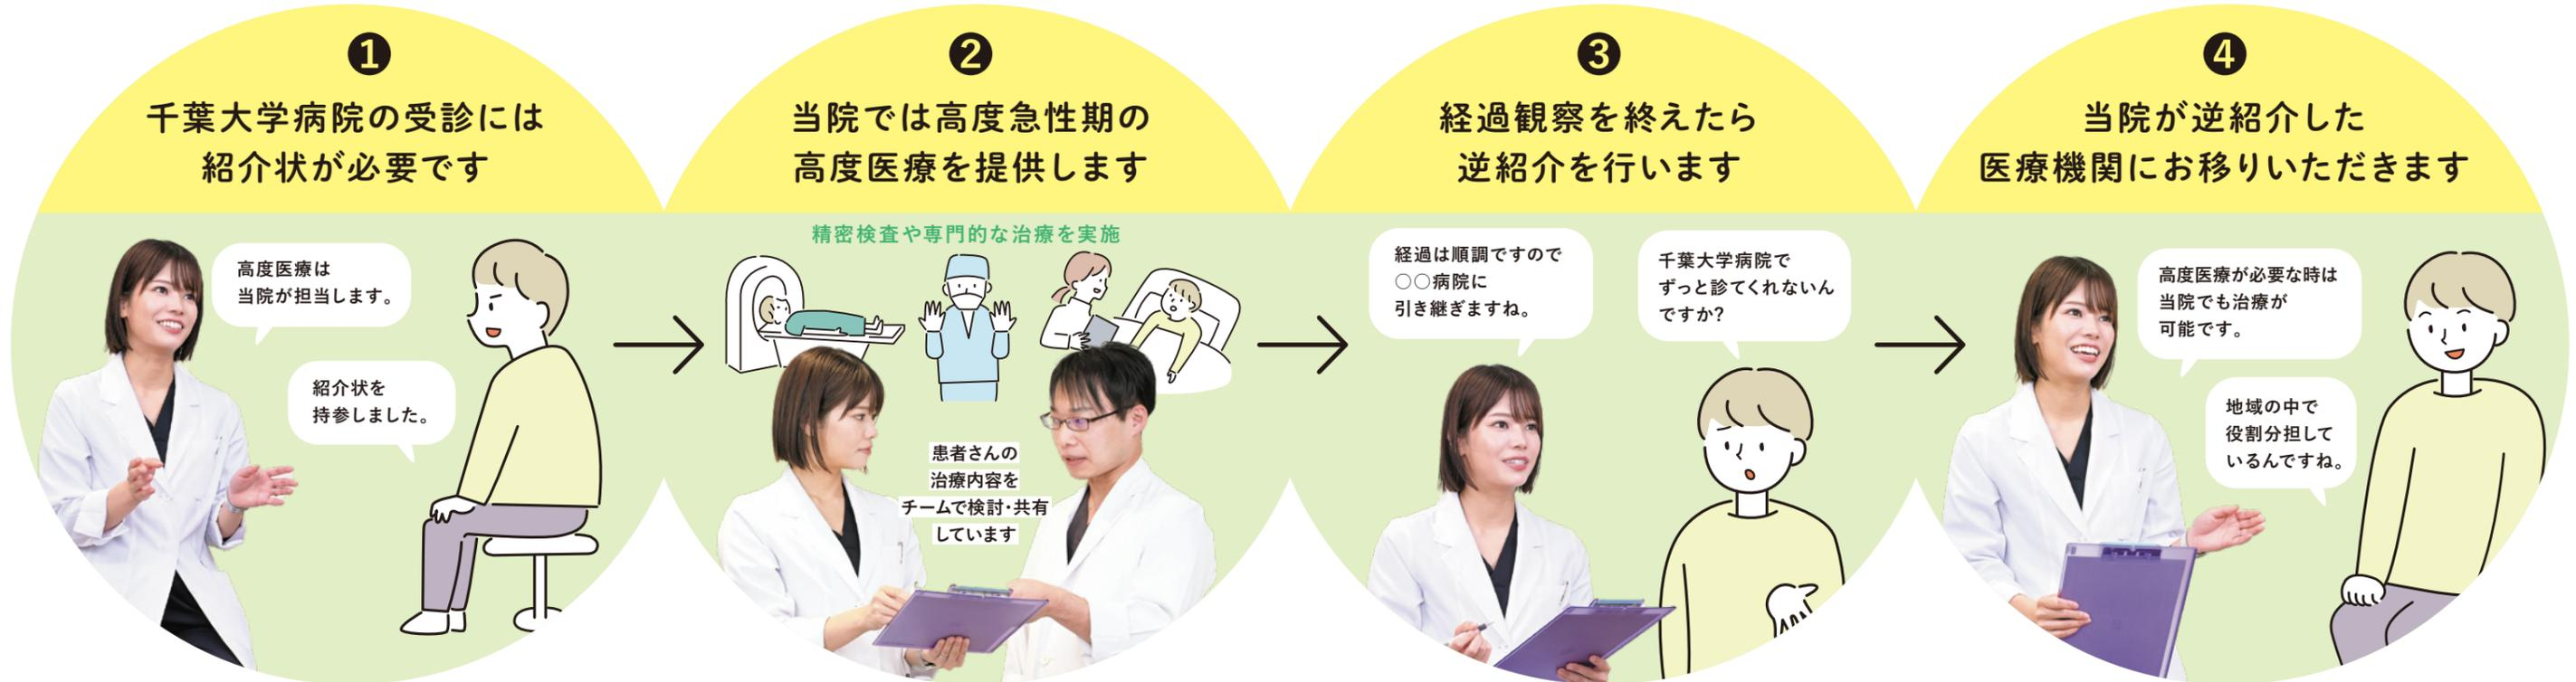 1
千葉大学病院の受診には
紹介状が必要です
高度医療は
当院が担当します。
紹介状を
持参しました。
2
当院では高度急性期の
高度医療を提供します
精密検査や専門的な治療を実施
患者さんの
治療内容を
チームで検討・共有
しています
3
経過観察を終えたら
逆紹介を行います
経過は順調ですので
〇〇病院に
引き継ぎますね。
千葉大学病院で
ずっと診てくれないん
ですか?
4
当院が逆紹介した
医療機関にお移りいただきます
高度医療が必要な時は
当院でも治療が
可能です。
地域の中で
役割分担して
いるんですね。